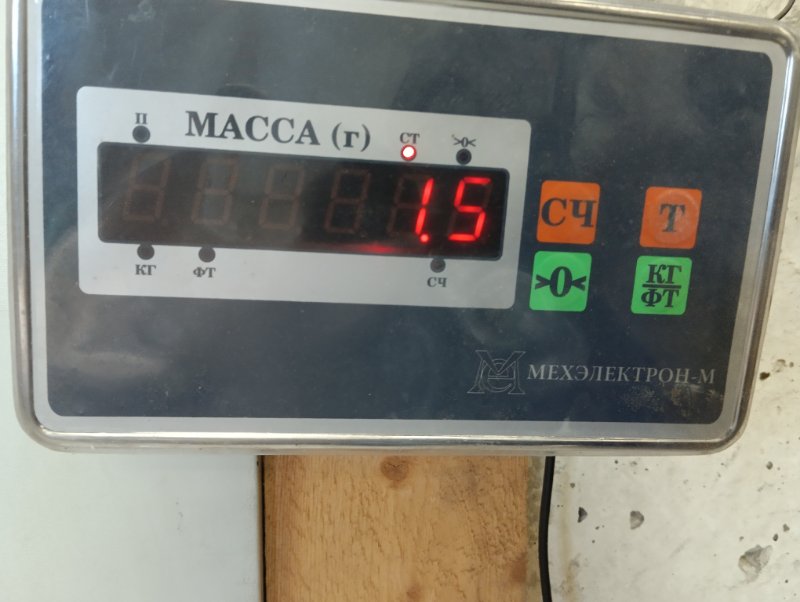 П
МАССА (г)
СТ
>0<
1.5
КГ
ФТ
СЧ
СЧ
Т
>0<
КГ
ФТ
МЕХЭЛЕКТРОН-М